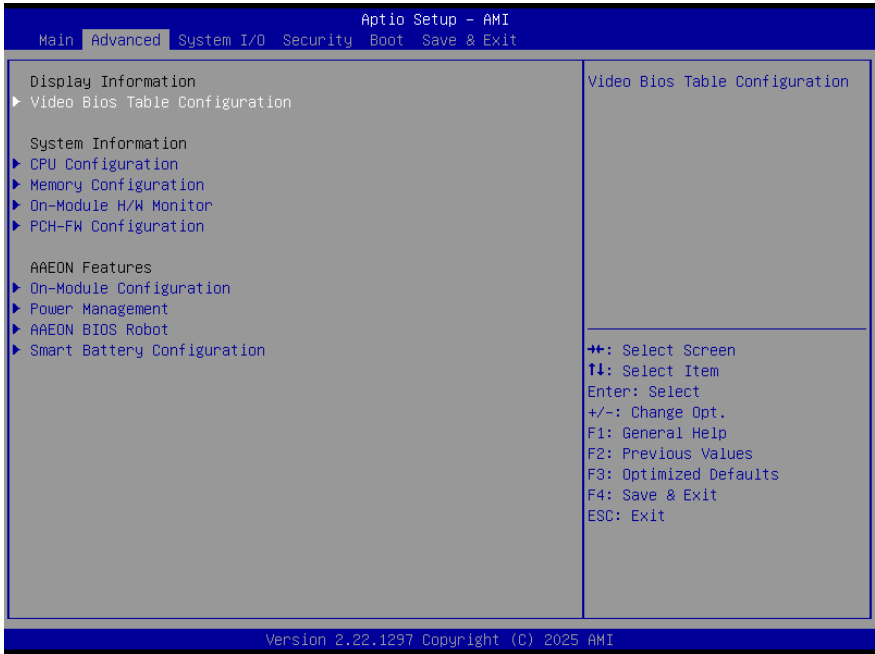 Aptio Setup – AMI
Main Advanced System I/O Security Boot Save & Exit
Display Information
Video Bios Table Configuration
System Information
CPU Configuration
Memory Configuration
On-Module H/W Monitor
PCH-FW Configuration
AAEON Features
On-Module Configuration
Power Management
AAEON BIOS Robot
Smart Battery Configuration
Video Bios Table Configuration
→←: Select Screen
↑↓: Select Item
Enter: Select
+/-: Change Opt.
F1: General Help
F2: Previous Values
F3: Optimized Defaults
F4: Save & Exit
ESC: Exit
Version 2.22.1297 Copyright (C) 2025 AMI